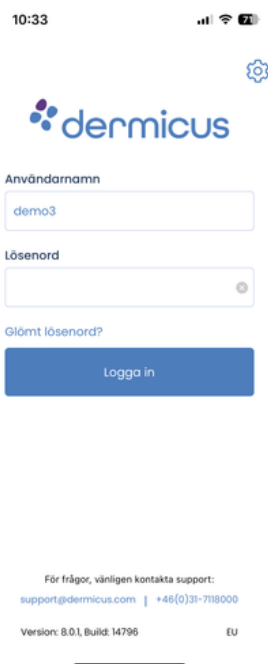 10:33
71
dermicus
Användarnamn
demo3
Lösenord
Glömt lösenord?
Logga in
För frågor, vänligen kontakta support:
support@dermicus.com | +46(0)31-7118000
Version: 8.0.1, Build: 14796 EU